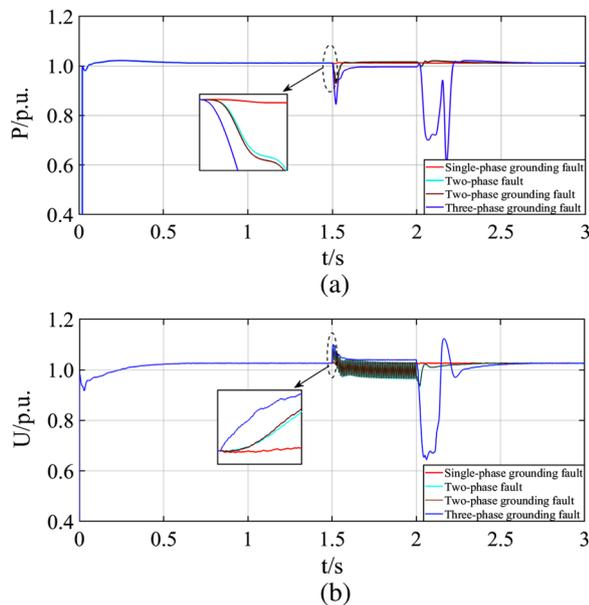 (a)
1.2
1.0
0.8
0.6
0.4
P/p.u.
Single-phase grounding fault
Two-phase fault
Two-phase grounding fault
Three-phase grounding fault
0 0.5 1 1.5 2 2.5 3
t/s
(a)
1.2
1.0
0.8
0.6
0.4
U/p.u.
Single-phase grounding fault
Two-phase fault
Two-phase grounding fault
Three-phase grounding fault
0 0.5 1 1.5 2 2.5 3
t/s
(b)